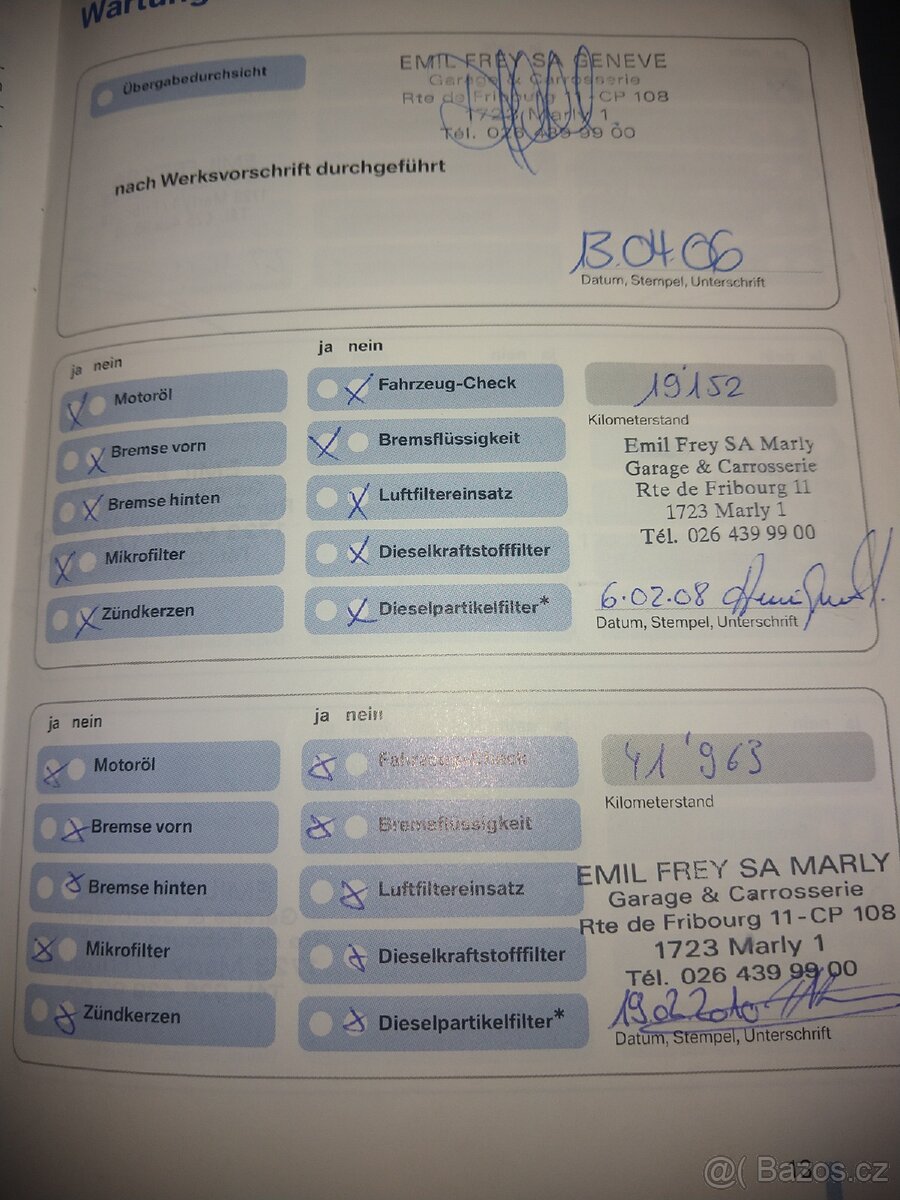 Wartung
Übergabedurchsicht
EMIL FREY SA GENEVE
Garage & Carrosserie
Rte de Fribourg 11 - CP 108
1723 Marly 1
Tél. 026 439 99 00
nach Werksvorschrift durchgeführt
13.04.06
Datum, Stempel, Unterschrift
ja nein
Motoröl
Bremse vorn
Bremse hinten
Mikrofilter
Zündkerzen
ja nein
Fahrzeug-Check
Bremsflüssigkeit
Luftfiltereinsatz
Dieselkraftstofffilter
Dieselpartikelfilter*
19'152
Kilometerstand
Emil Frey SA Marly
Garage & Carrosserie
Rte de Fribourg 11
1723 Marly 1
Tél. 026 439 99 00
6.02.08
Datum, Stempel, Unterschrift
ja nein
Motoröl
Bremse vorn
Bremse hinten
Mikrofilter
Zündkerzen
ja nein
Fahrzeug-Check
Bremsflüssigkeit
Luftfiltereinsatz
Dieselkraftstofffilter
Dieselpartikelfilter*
41'963
Kilometerstand
EMIL FREY SA MARLY
Garage & Carrosserie
Rte de Fribourg 11 - CP 108
1723 Marly 1
Tél. 026 439 99 00
19.02.2010
Datum, Stempel, Unterschrift
@( Bazos.cz